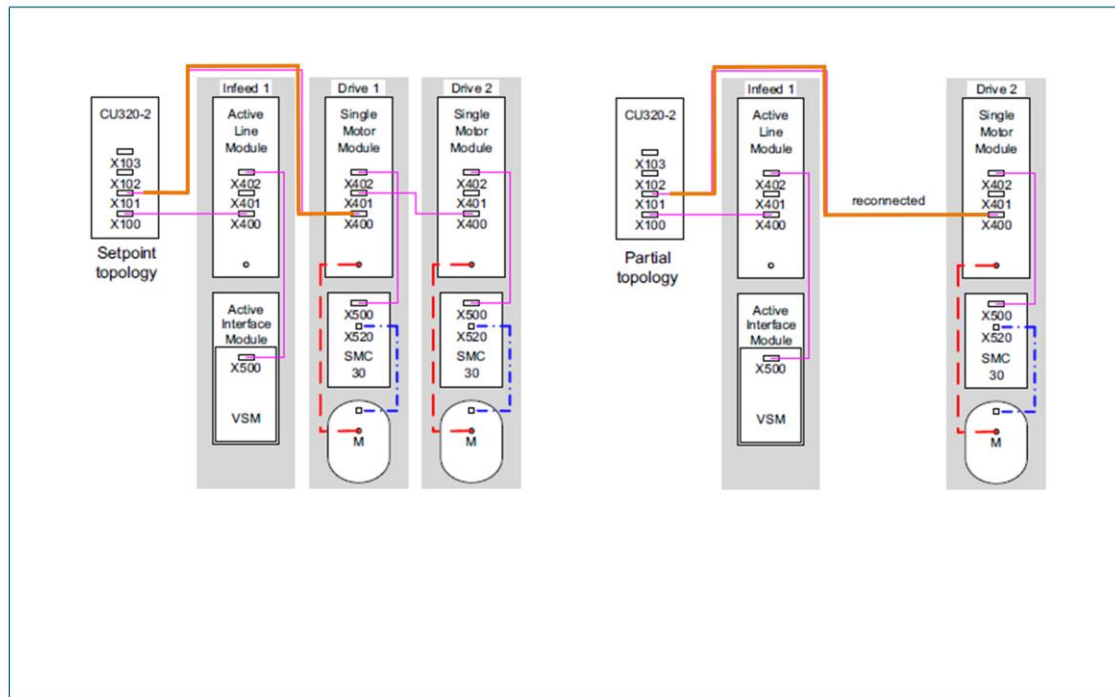 CU320-2
X103
X102
X101
X100
Setpoint
topology
Infeed 1
Active
Line
Module
X402
X401
X400
Active
Interface
Module
X500
VSM
Drive 1
Single
Motor
Module
X402
X401
X400
X500
X520
SMC
30
M
Drive 2
Single
Motor
Module
X402
X401
X400
X500
X520
SMC
30
M
CU320-2
X103
X102
X101
X100
Partial
topology
Infeed 1
Active
Line
Module
X402
X401
X400
Active
Interface
Module
X500
VSM
reconnected
Drive 2
Single
Motor
Module
X402
X401
X400
X500
X520
SMC
30
M